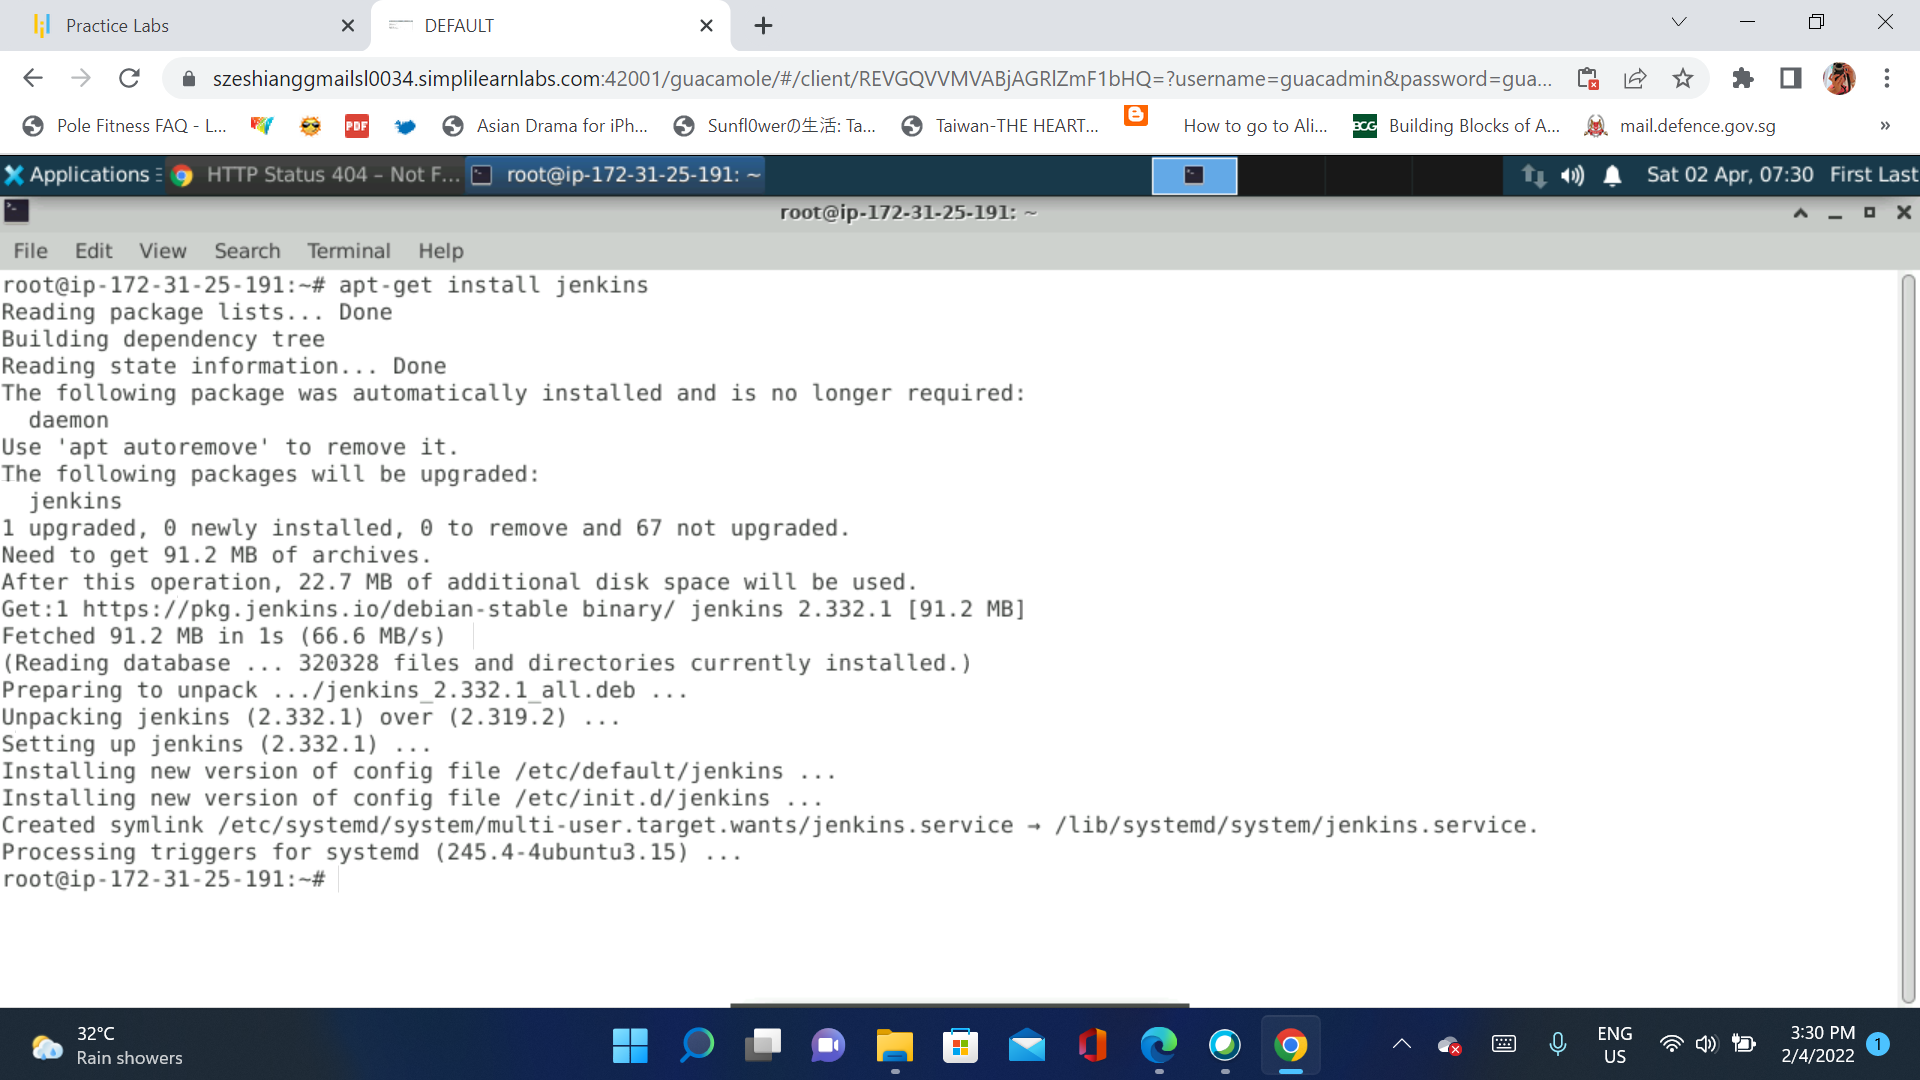 Practice Labs
DEFAULT
szeshianggmailsl0034.simplilearnlabs.com:42001/guacamole/#/client/REVGQVVMVABjAGRlZmF1bHQ=?username=guacadmin&password=gua...
Pole Fitness FAQ - L...
PDF
Asian Drama for iPh...
Sunfl0werの生活: Ta...
Taiwan-THE HEART...
How to go to Ali...
BCG
Building Blocks of A...
mail.defence.gov.sg
»
Applications
HTTP Status 404 – Not F...
root@ip-172-31-25-191: ~
Sat 02 Apr, 07:30
First Last
root@ip-172-31-25-191: ~
File Edit View Search Terminal Help
root@ip-172-31-25-191:~# apt-get install jenkins
Reading package lists... Done
Building dependency tree
Reading state information... Done
The following package was automatically installed and is no longer required:
daemon
Use 'apt autoremove' to remove it.
The following packages will be upgraded:
jenkins
1 upgraded, 0 newly installed, 0 to remove and 67 not upgraded.
Need to get 91.2 MB of archives.
After this operation, 22.7 MB of additional disk space will be used.
Get:1 https://pkg.jenkins.io/debian-stable binary/ jenkins 2.332.1 [91.2 MB]
Fetched 91.2 MB in 1s (66.6 MB/s)
(Reading database ... 320328 files and directories currently installed.)
Preparing to unpack .../jenkins_2.332.1_all.deb ...
Unpacking jenkins (2.332.1) over (2.319.2) ...
Setting up jenkins (2.332.1) ...
Installing new version of config file /etc/default/jenkins ...
Installing new version of config file /etc/init.d/jenkins ...
Created symlink /etc/systemd/system/multi-user.target.wants/jenkins.service → /lib/systemd/system/jenkins.service.
Processing triggers for systemd (245.4-4ubuntu3.15) ...
root@ip-172-31-25-191:~#
32°C
Rain showers
ENG
US
3:30 PM
2/4/2022
1